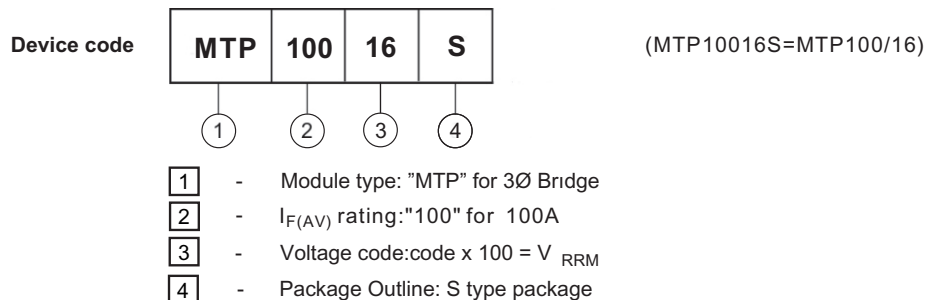 Device code MTP 100 16 S (MTP10016S=MTP100/16)
1 2 3 4
1 - Module type: ”MTP” for 3Ø Brıdge
2 - IF(AV) rating:"100" for 100A
3 - Voltage code:code x 100 = V RRM
4 - Package Outline: S type package